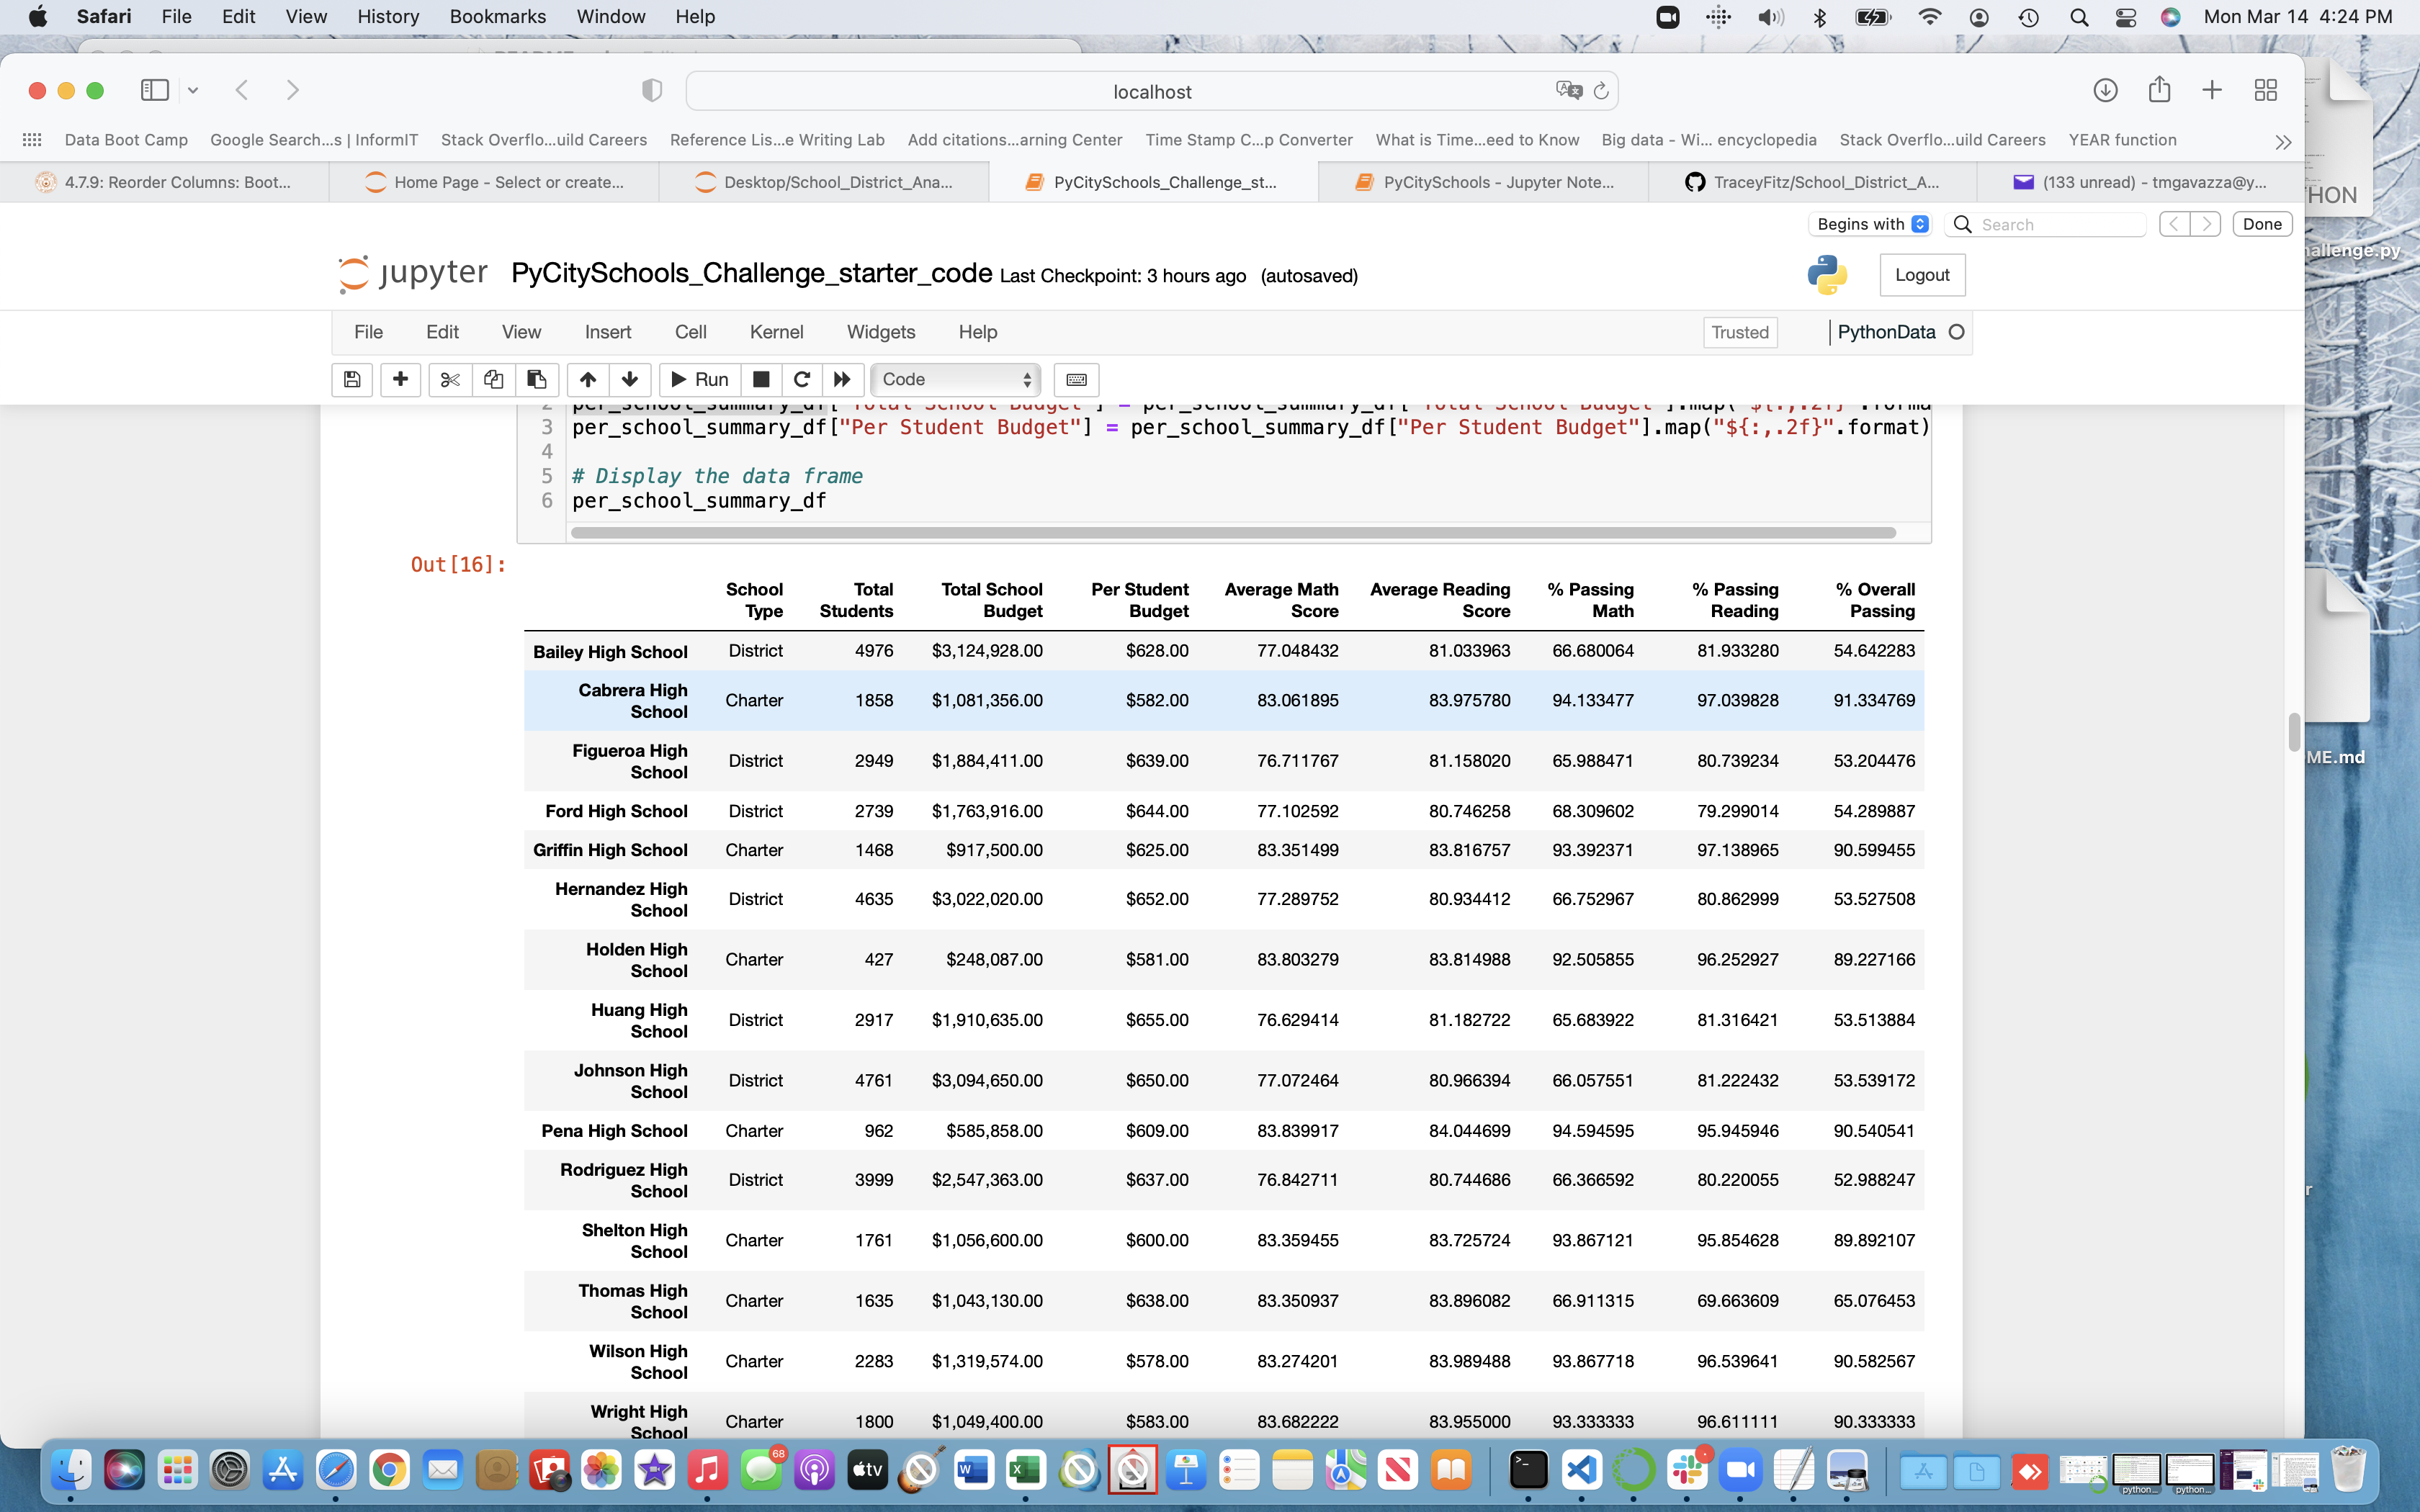 Safari File Edit View History Bookmarks Window Help Mon Mar 14 4:24 PM
localhost
Data Boot Camp Google Search...s | InformIT Stack Overflo...uild Careers Reference Lis...e Writing Lab Add citations...arning Center Time Stamp C...p Converter What is Time...eed to Know Big data - Wi... encyclopedia Stack Overflo...uild Careers YEAR function
4.7.9: Reorder Columns: Boot... Home Page - Select or create... Desktop/School_District_Ana... PyCitySchools_Challenge_st... PyCitySchools - Jupyter Note... TraceyFitz/School_District_A... (133 unread) - tmgavazza@y...
HON
Begins with Search Done
allenge.py
jupyter PyCitySchools_Challenge_starter_code Last Checkpoint: 3 hours ago (autosaved) Logout
File Edit View Insert Cell Kernel Widgets Help Trusted PythonData
Run Code
2 per_school_summary_df["Total School Budget"] = per_school_summary_df["Total School Budget"].map("${:,.2f}".forma
3 per_school_summary_df["Per Student Budget"] = per_school_summary_df["Per Student Budget"].map("${:,.2f}".format)
4
5 # Display the data frame
6 per_school_summary_df
Out[16]:
School Type Total Students Total School Budget Per Student Budget Average Math Score Average Reading Score % Passing Math % Passing Reading % Overall Passing
Bailey High School District 4976 $3,124,928.00 $628.00 77.048432 81.033963 66.680064 81.933280 54.642283
Cabrera High School Charter 1858 $1,081,356.00 $582.00 83.061895 83.975780 94.133477 97.039828 91.334769
Figueroa High School District 2949 $1,884,411.00 $639.00 76.711767 81.158020 65.988471 80.739234 53.204476
ME.md
Ford High School District 2739 $1,763,916.00 $644.00 77.102592 80.746258 68.309602 79.299014 54.289887
Griffin High School Charter 1468 $917,500.00 $625.00 83.351499 83.816757 93.392371 97.138965 90.599455
Hernandez High School District 4635 $3,022,020.00 $652.00 77.289752 80.934412 66.752967 80.862999 53.527508
Holden High School Charter 427 $248,087.00 $581.00 83.803279 83.814988 92.505855 96.252927 89.227166
Huang High School District 2917 $1,910,635.00 $655.00 76.629414 81.182722 65.683922 81.316421 53.513884
Johnson High School District 4761 $3,094,650.00 $650.00 77.072464 80.966394 66.057551 81.222432 53.539172
Pena High School Charter 962 $585,858.00 $609.00 83.839917 84.044699 94.594595 95.945946 90.540541
Rodriguez High School District 3999 $2,547,363.00 $637.00 76.842711 80.744686 66.366592 80.220055 52.988247
r
Shelton High School Charter 1761 $1,056,600.00 $600.00 83.359455 83.725724 93.867121 95.854628 89.892107
Thomas High School Charter 1635 $1,043,130.00 $638.00 83.350937 83.896082 66.911315 69.663609 65.076453
Wilson High School Charter 2283 $1,319,574.00 $578.00 83.274201 83.989488 93.867718 96.539641 90.582567
Wright High School Charter 1800 $1,049,400.00 $583.00 83.682222 83.955000 93.333333 96.611111 90.333333
68
tv
python... python...